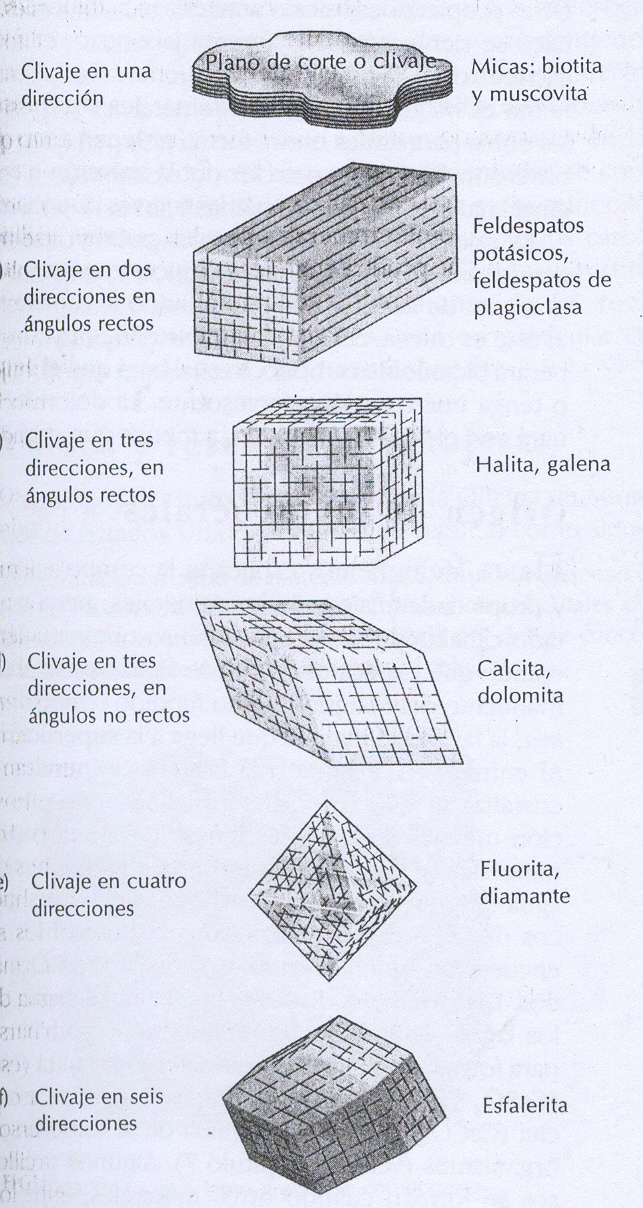 Clivaje en una
dirección
Plano de corte o clivaje
Micas: biotita
y muscovita
) Clivaje en dos
direcciones en
ángulos rectos
Feldespatos
potásicos,
feldespatos de
plagioclasa
) Clivaje en tres
direcciones, en
ángulos rectos
Halita, galena
d) Clivaje en tres
direcciones, en
ángulos no rectos
Calcita,
dolomita
e) Clivaje en cuatro
direcciones
Fluorita,
diamante
f) Clivaje en seis
direcciones
Esfalerita